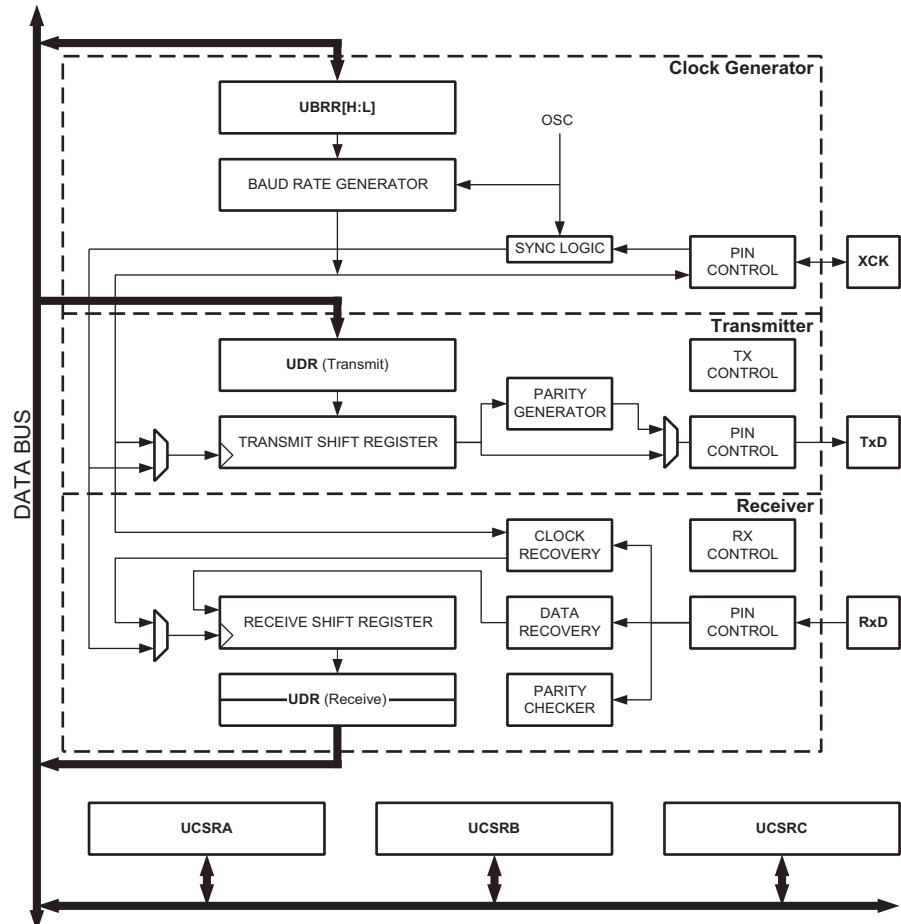 Clock Generator
UBRR[H:L]
OSC
BAUD RATE GENERATOR
SYNC LOGIC
PIN
CONTROL
XCK
Transmitter
UDR (Transmit)
TX
CONTROL
PARITY
GENERATOR
TRANSMIT SHIFT REGISTER
PIN
CONTROL
TxD
DATA BUS
Receiver
CLOCK
RECOVERY
RX
CONTROL
RECEIVE SHIFT REGISTER
DATA
RECOVERY
PIN
CONTROL
RxD
UDR (Receive)
PARITY
CHECKER
UCSRA
UCSRB
UCSRC